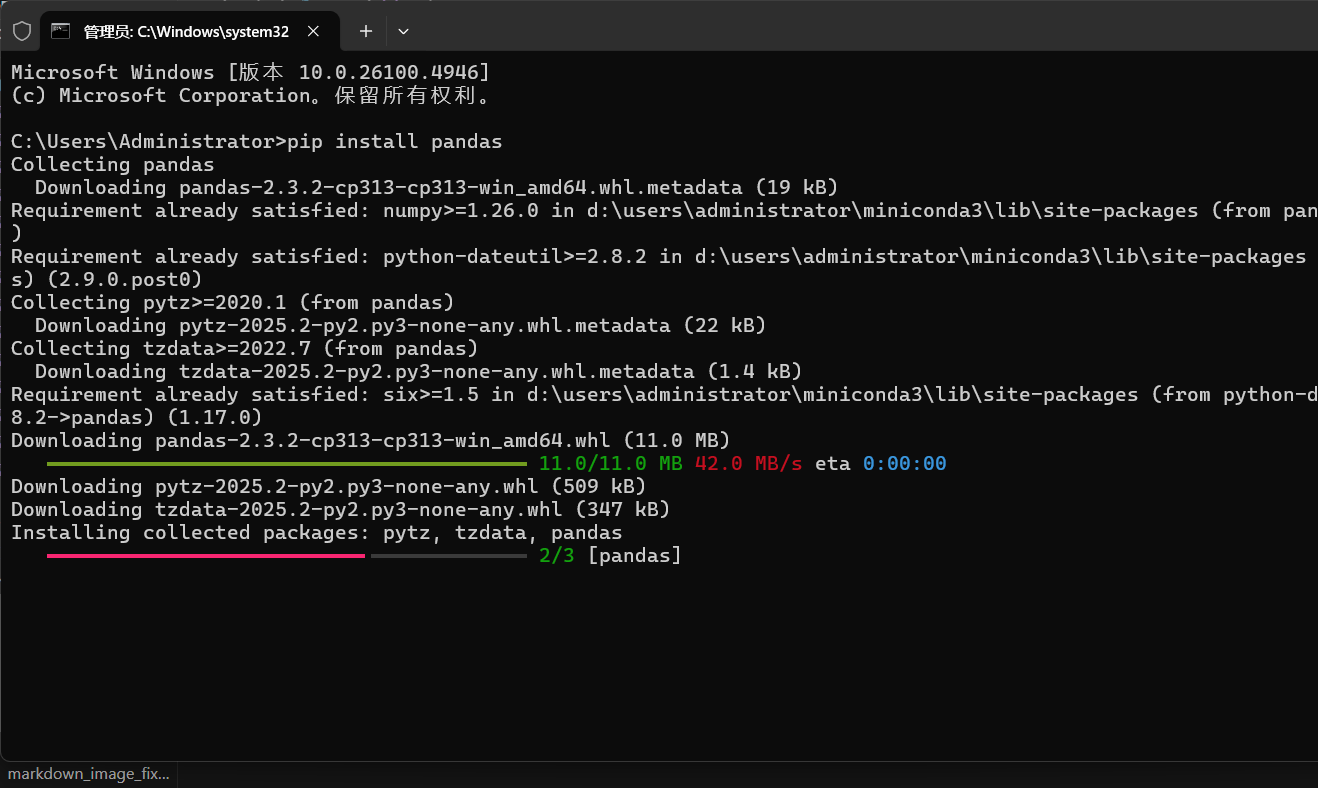 管理员: C:\Windows\system32
Microsoft Windows [版本 10.0.26100.4946]
(c) Microsoft Corporation。保留所有权利。
C:\Users\Administrator>pip install pandas
Collecting pandas
  Downloading pandas-2.3.2-cp313-cp313-win_amd64.whl.metadata (19 kB)
Requirement already satisfied: numpy>=1.26.0 in d:\users\administrator\miniconda3\lib\site-packages (from pan
)
Requirement already satisfied: python-dateutil>=2.8.2 in d:\users\administrator\miniconda3\lib\site-packages
s) (2.9.0.post0)
Collecting pytz>=2020.1 (from pandas)
  Downloading pytz-2025.2-py2.py3-none-any.whl.metadata (22 kB)
Collecting tzdata>=2022.7 (from pandas)
  Downloading tzdata-2025.2-py2.py3-none-any.whl.metadata (1.4 kB)
Requirement already satisfied: six>=1.5 in d:\users\administrator\miniconda3\lib\site-packages (from python-d
8.2->pandas) (1.17.0)
Downloading pandas-2.3.2-cp313-cp313-win_amd64.whl (11.0 MB)
11.0/11.0 MB 42.0 MB/s eta 0:00:00
Downloading pytz-2025.2-py2.py3-none-any.whl (509 kB)
Downloading tzdata-2025.2-py2.py3-none-any.whl (347 kB)
Installing collected packages: pytz, tzdata, pandas
2/3 [pandas]
markdown_image_fix...